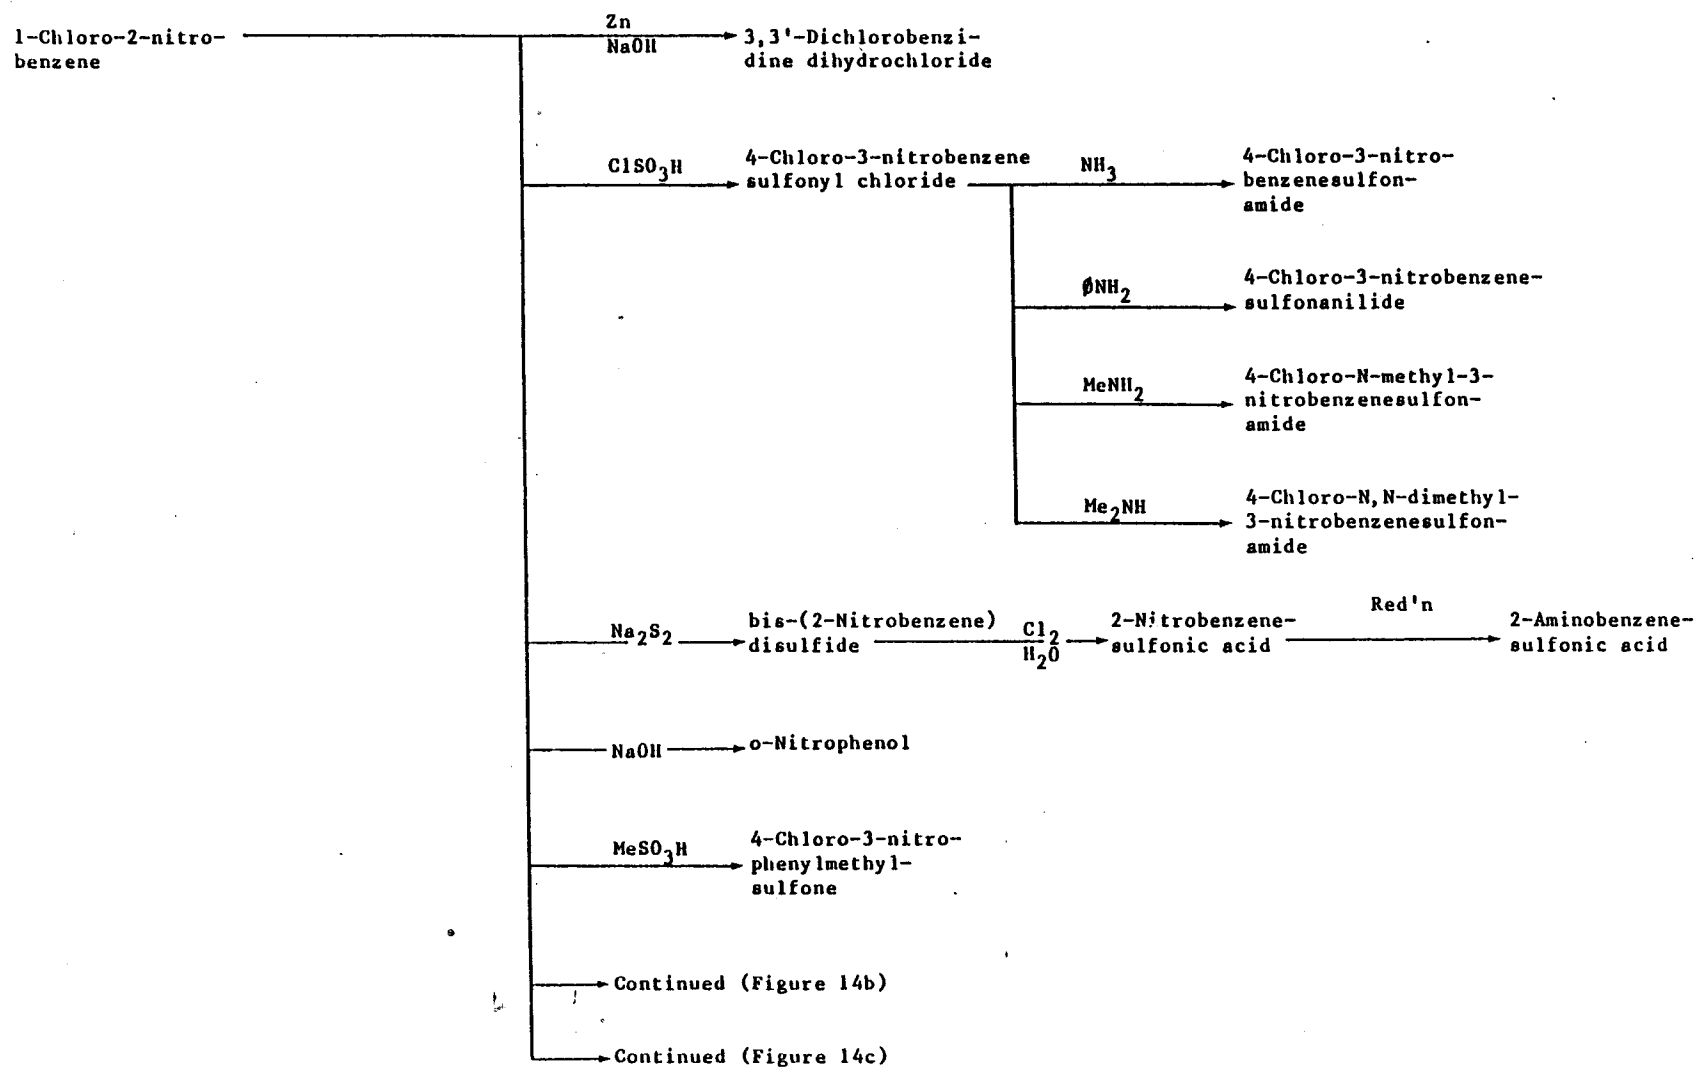 1-Chloro-2-nitro-
benzene
Zn
NaOH
3,3'-Dichlorobenzi-
dine dihydrochloride
ClSO3H
4-Chloro-3-nitrobenzene
sulfonyl chloride
NH3
4-Chloro-3-nitro-
benzenesulfon-
amide
ØNH2
4-Chloro-3-nitrobenzene-
sulfonanilide
MeNH2
4-Chloro-N-methyl-3-
nitrobenzenesulfon-
amide
Me2NH
4-Chloro-N,N-dimethyl-
3-nitrobenzenesulfon-
amide
Na2S2
bis-(2-Nitrobenzene)
disulfide
Cl2
H2O
2-Nitrobenzene-
sulfonic acid
Red'n
2-Aminobenzene-
sulfonic acid
NaOH
o-Nitrophenol
MeSO3H
4-Chloro-3-nitro-
phenylmethyl-
sulfone
Continued (Figure 14b)
Continued (Figure 14c)